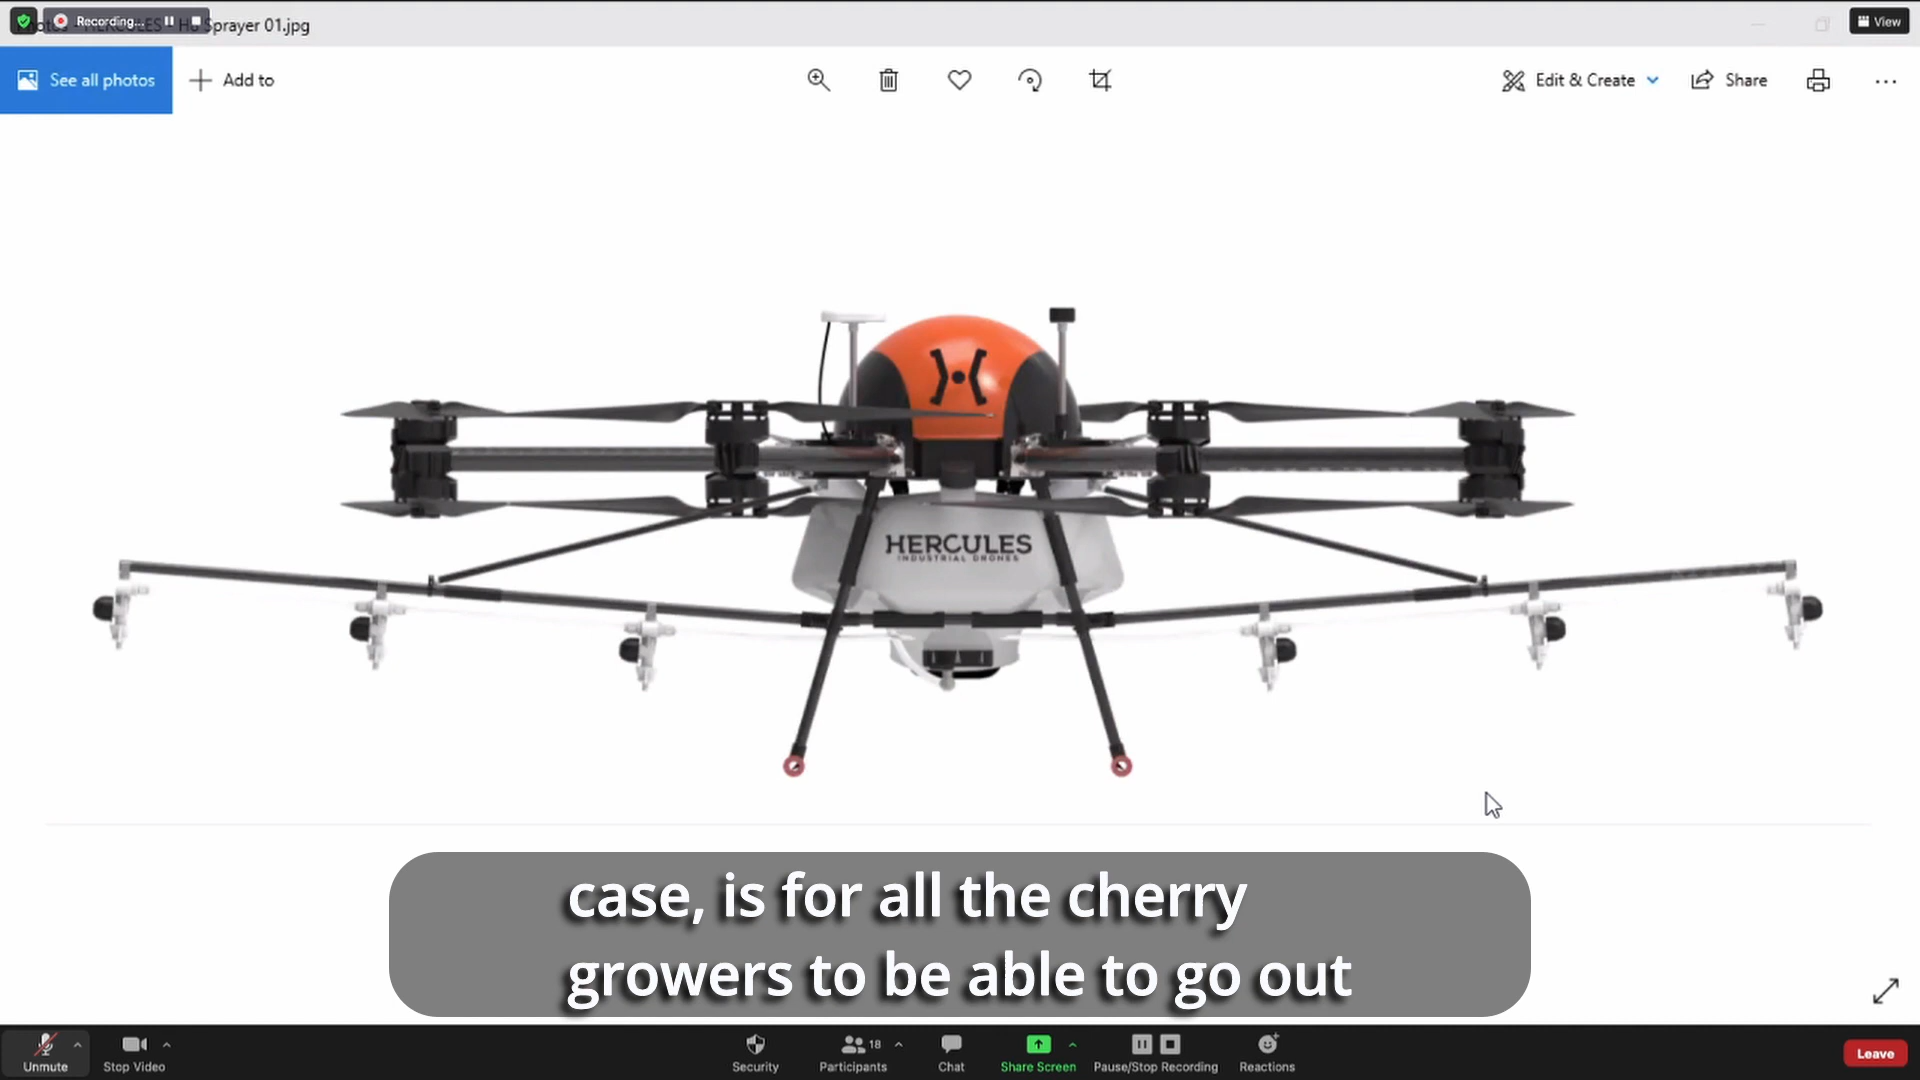 Recording...
Sprayer 01.jpg
View
See all photos
Add to
Edit & Create
Share
HERCULES
INDUSTRIAL DRONES
case, is for all the cherry
growers to be able to go out
Unmute
Stop Video
Security
18
Participants
Chat
Share Screen
Pause/Stop Recording
Reactions
Leave